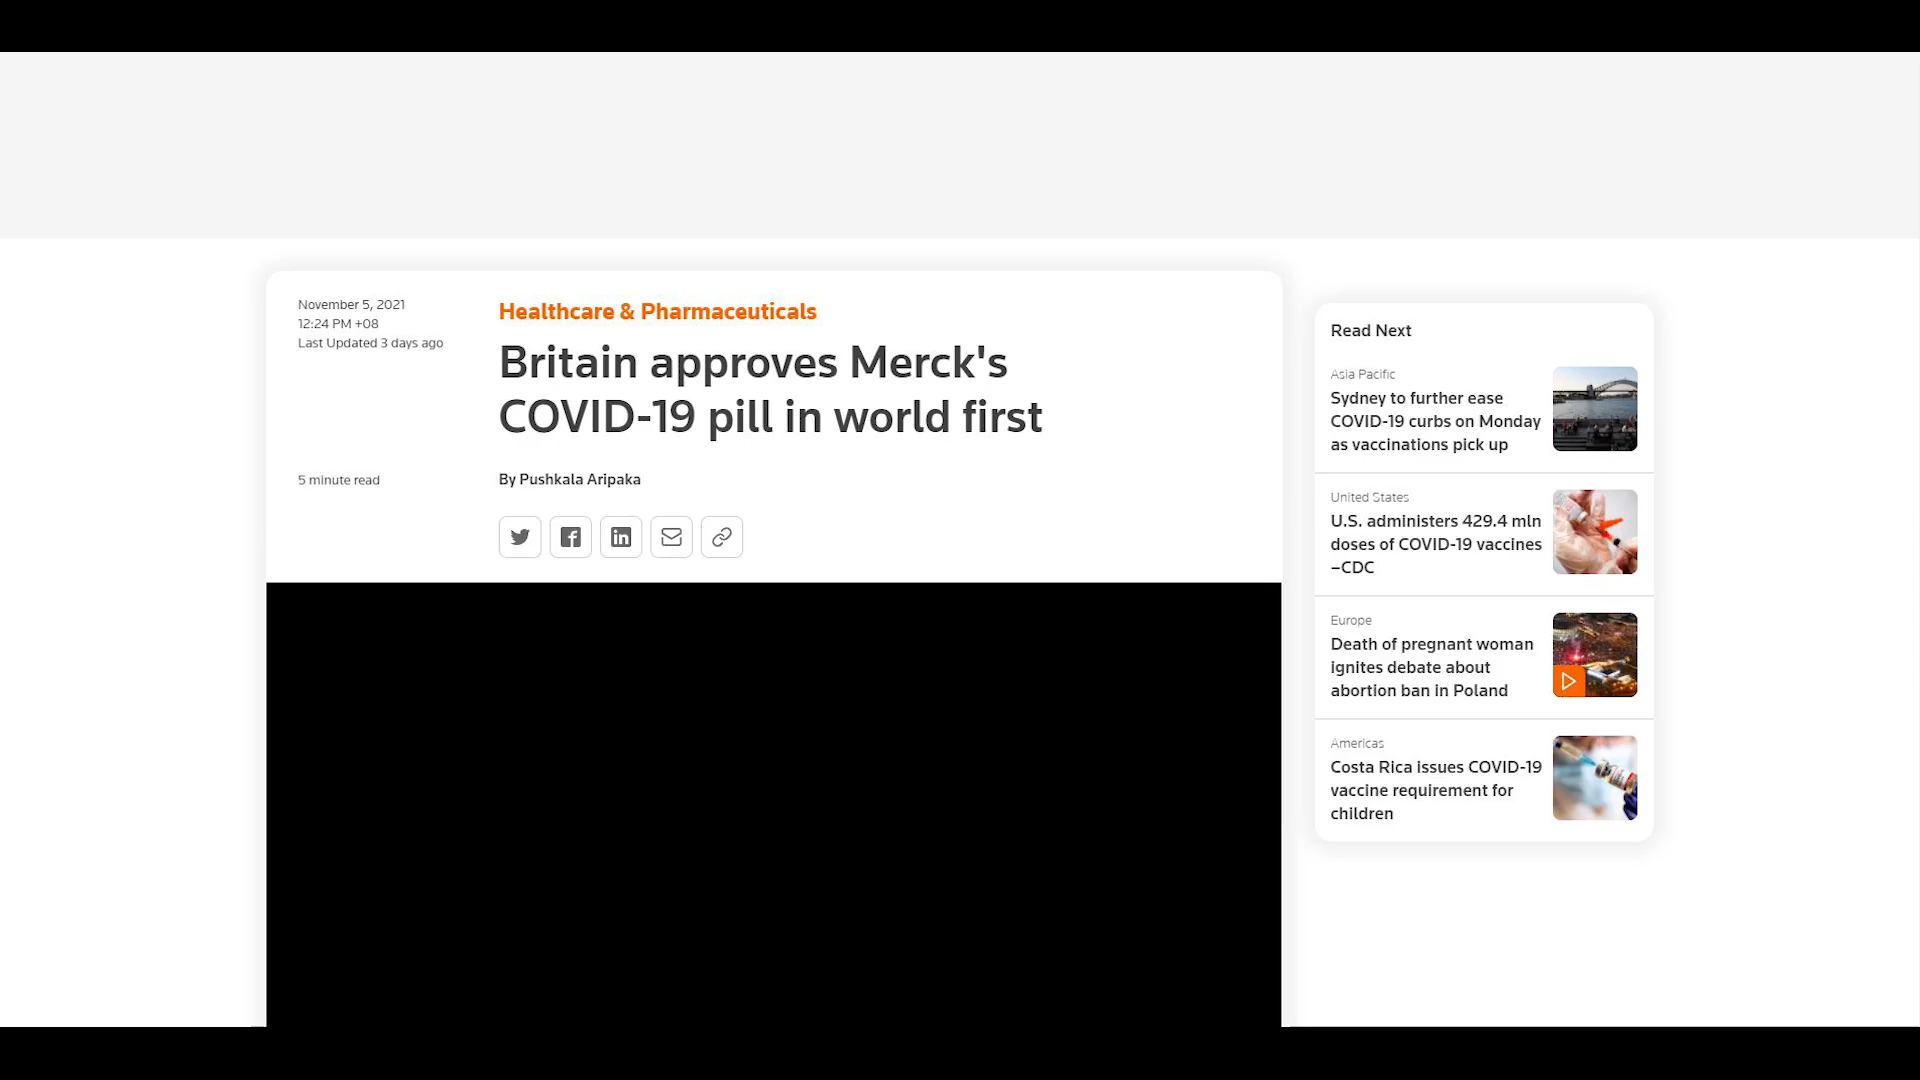 November 5, 2021
12:24 PM +08
Last Updated 3 days ago
Healthcare & Pharmaceuticals
Britain approves Merck's
COVID-19 pill in world first
5 minute read
By Pushkala Aripaka
Read Next
Asia Pacific
Sydney to further ease
COVID-19 curbs on Monday
as vaccinations pick up
United States
U.S. administers 429.4 mln
doses of COVID-19 vaccines
–CDC
Europe
Death of pregnant woman
ignites debate about
abortion ban in Poland
Americas
Costa Rica issues COVID-19
vaccine requirement for
children